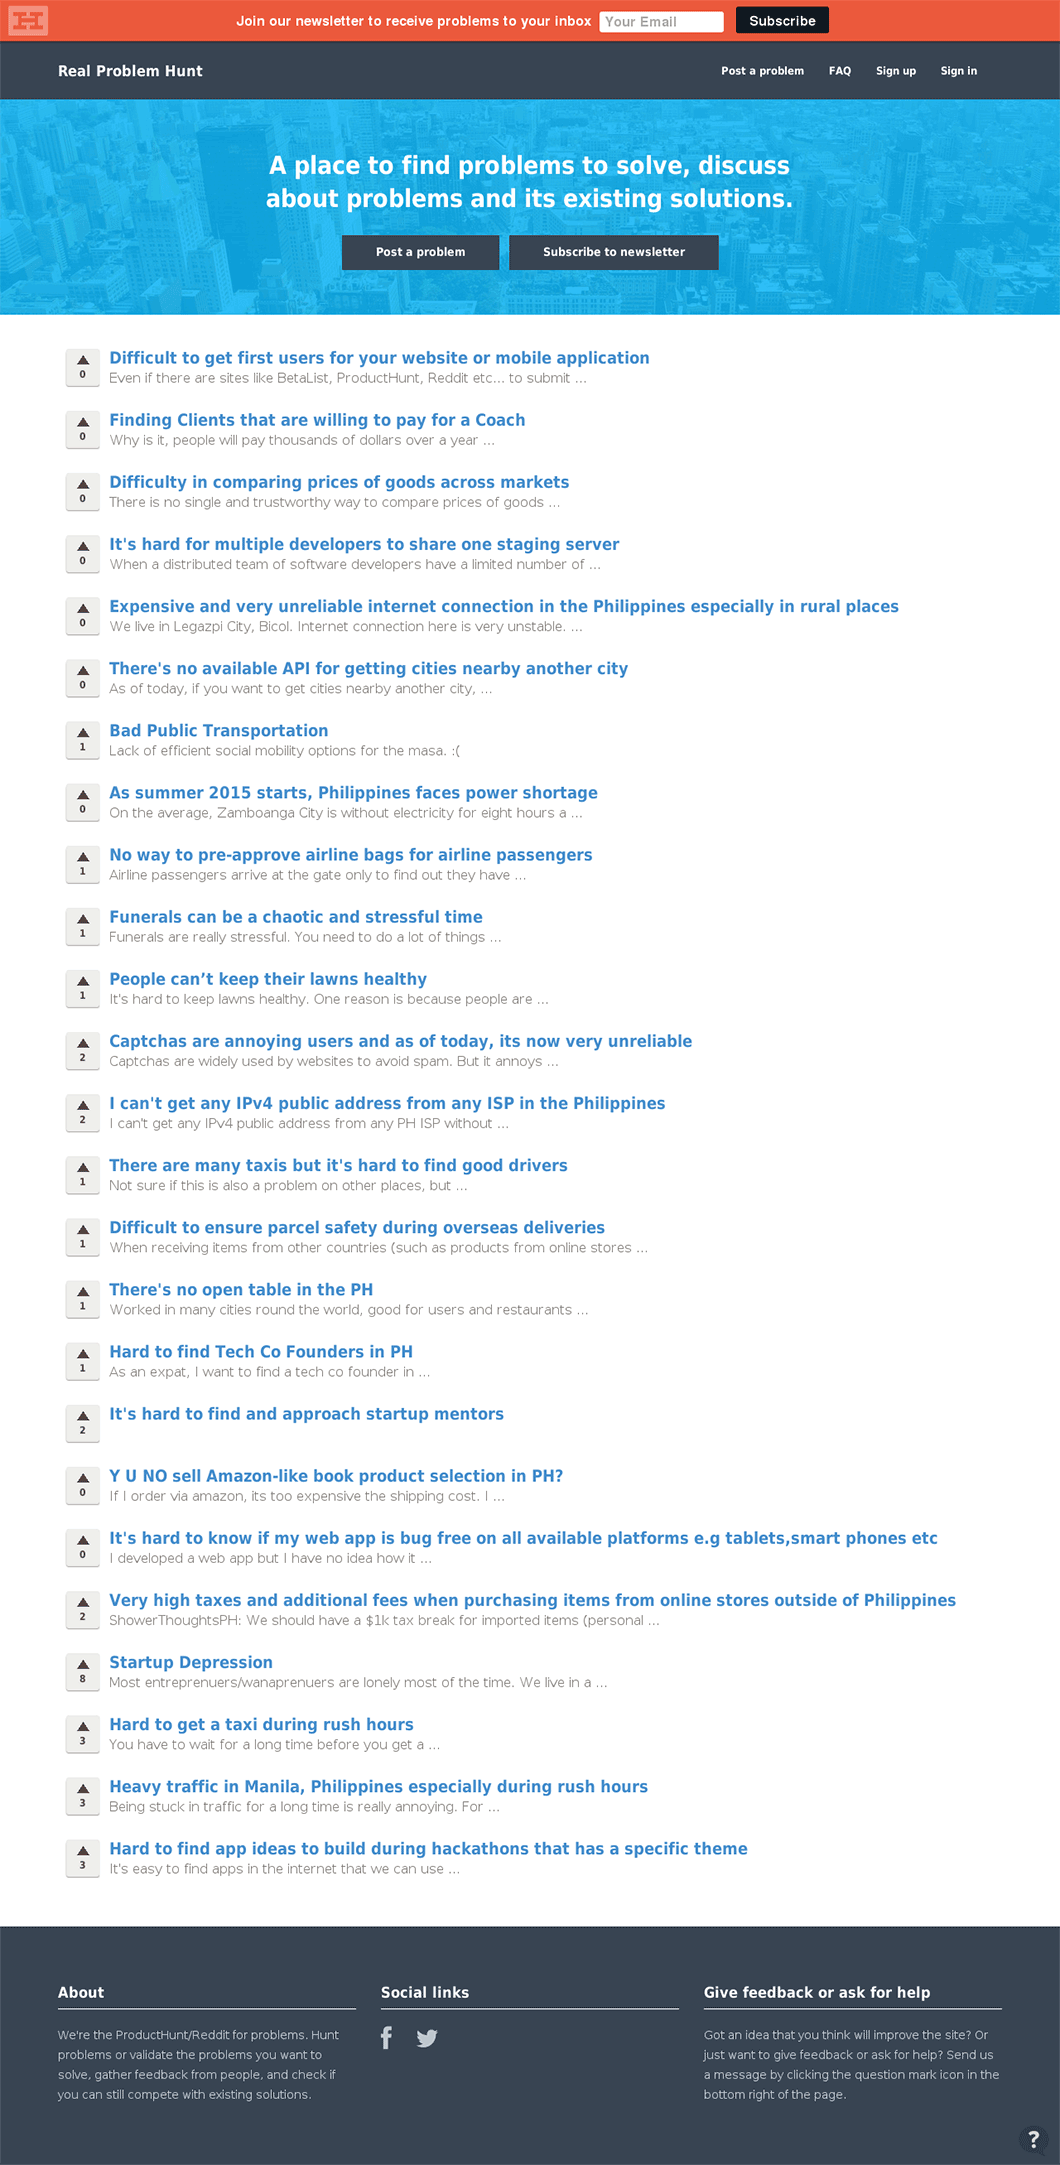 Join our newsletter to receive problems to your inbox Your Email Subscribe
Real Problem Hunt Post a problem FAQ Sign up Sign in
A place to find problems to solve, discuss
about problems and its existing solutions.
Post a problem Subscribe to newsletter
Difficult to get first users for your website or mobile application
0 Even if there are sites like BetaList, ProductHunt, Reddit etc... to submit ...
Finding Clients that are willing to pay for a Coach
0 Why is it, people will pay thousands of dollars over a year ...
Difficulty in comparing prices of goods across markets
0 There is no single and trustworthy way to compare prices of goods ...
It's hard for multiple developers to share one staging server
0 When a distributed team of software developers have a limited number of ...
Expensive and very unreliable internet connection in the Philippines especially in rural places
0 We live in Legazpi City, Bicol. Internet connection here is very unstable. ...
There's no available API for getting cities nearby another city
0 As of today, if you want to get cities nearby another city, ...
Bad Public Transportation
1 Lack of efficient social mobility options for the masa. :(
As summer 2015 starts, Philippines faces power shortage
0 On the average, Zamboanga City is without electricity for eight hours a ...
No way to pre-approve airline bags for airline passengers
1 Airline passengers arrive at the gate only to find out they have ...
Funerals can be a chaotic and stressful time
1 Funerals are really stressful. You need to do a lot of things ...
People can’t keep their lawns healthy
1 It's hard to keep lawns healthy. One reason is because people are ...
Captchas are annoying users and as of today, its now very unreliable
2 Captchas are widely used by websites to avoid spam. But it annoys ...
I can't get any IPv4 public address from any ISP in the Philippines
2 I can't get any IPv4 public address from any PH ISP without ...
There are many taxis but it's hard to find good drivers
1 Not sure if this is also a problem on other places, but ...
Difficult to ensure parcel safety during overseas deliveries
1 When receiving items from other countries (such as products from online stores ...
There's no open table in the PH
1 Worked in many cities round the world, good for users and restaurants ...
Hard to find Tech Co Founders in PH
1 As an expat, I want to find a tech co founder in ...
It's hard to find and approach startup mentors
2
Y U NO sell Amazon-like book product selection in PH?
0 If I order via amazon, its too expensive the shipping cost. I ...
It's hard to know if my web app is bug free on all available platforms e.g tablets,smart phones etc
0 I developed a web app but I have no idea how it ...
Very high taxes and additional fees when purchasing items from online stores outside of Philippines
2 ShowerThoughtsPH: We should have a $1k tax break for imported items (personal ...
Startup Depression
8 Most entreprenuers/wanaprenuers are lonely most of the time. We live in a ...
Hard to get a taxi during rush hours
3 You have to wait for a long time before you get a ...
Heavy traffic in Manila, Philippines especially during rush hours
3 Being stuck in traffic for a long time is really annoying. For ...
Hard to find app ideas to build during hackathons that has a specific theme
3 It's easy to find apps in the internet that we can use ...
About
We're the ProductHunt/Reddit for problems. Hunt
problems or validate the problems you want to
solve, gather feedback from people, and check if
you can still compete with existing solutions.
Social links
Give feedback or ask for help
Got an idea that you think will improve the site? Or
just want to give feedback or ask for help? Send us
a message by clicking the question mark icon in the
bottom right of the page.
?